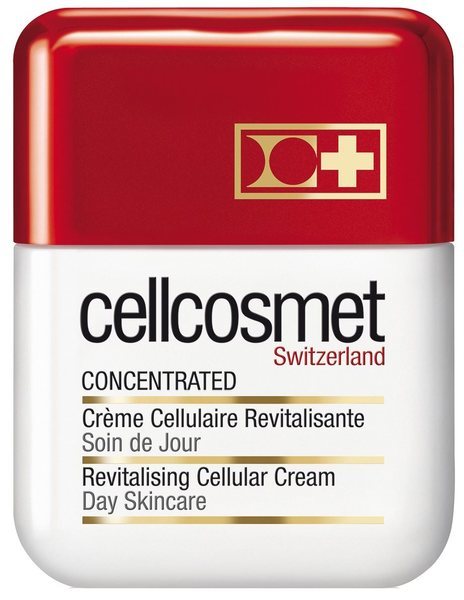 cellcosmet
Switzerland
CONCENTRATED
Crème Cellulaire Revitalisante
Soin de Jour
Revitalising Cellular Cream
Day Skincare